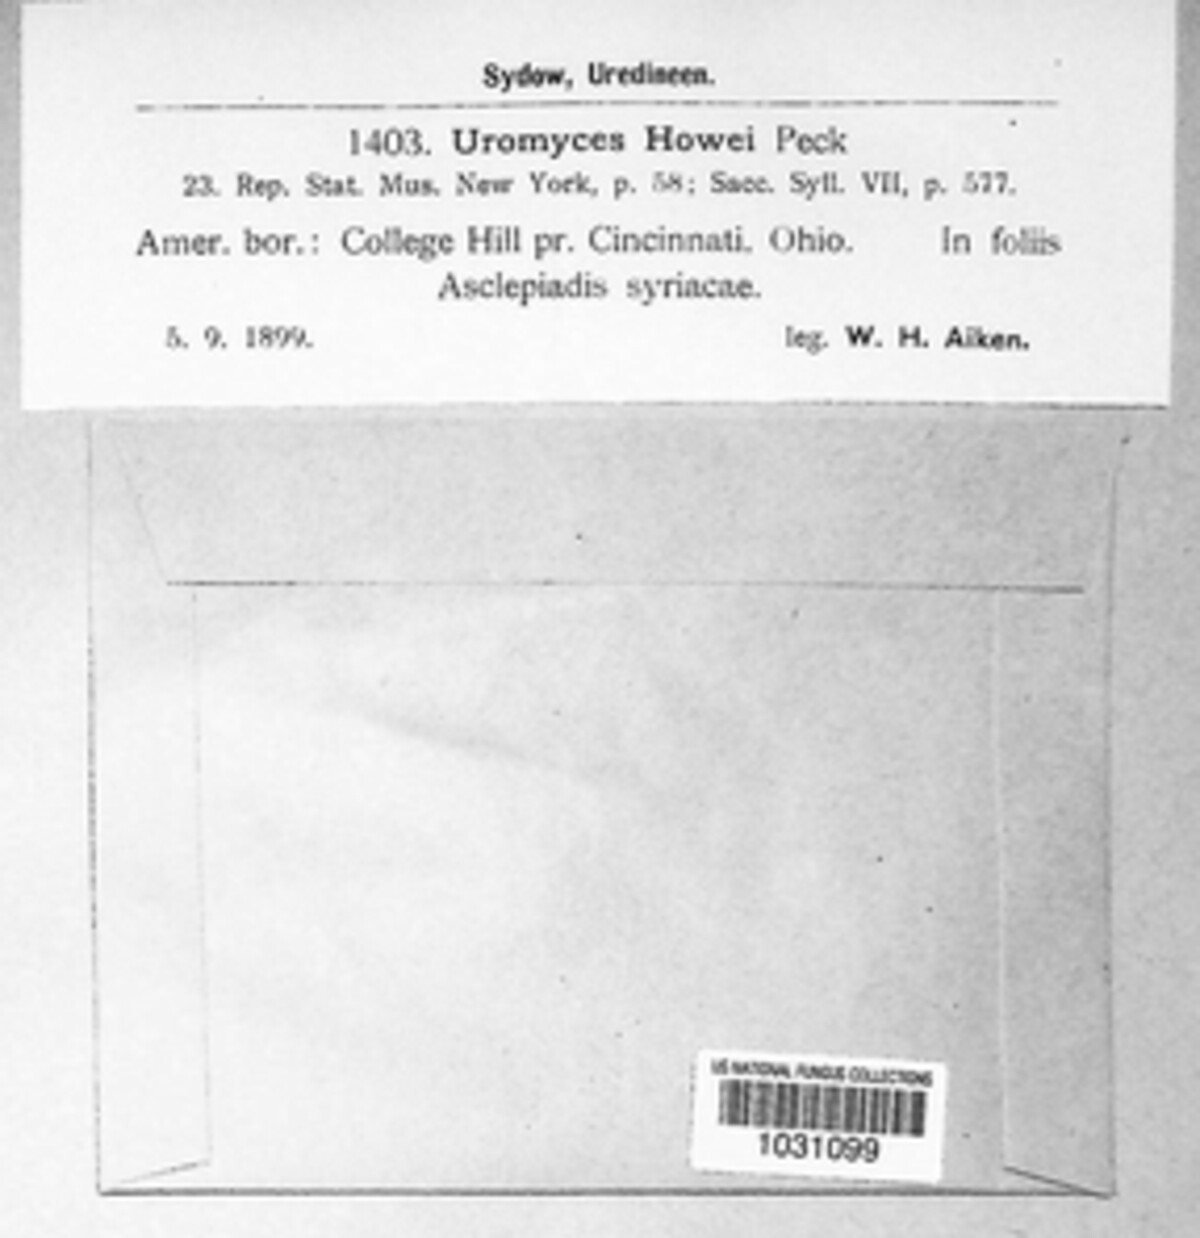 Sydow, Uredineen.
1403. Uromyces Howei Peck
23. Rep. Stat. Mus. New York, p. 58; Sacc. Syll. VII, p. 577.
Amer. bor.: College Hill pr. Cincinnati. Ohio. In foliis
Asclepiadis syriacae.
5. 9. 1899. leg. W. H. Aiken.
US NATIONAL FUNGUS COLLECTIONS
1031099